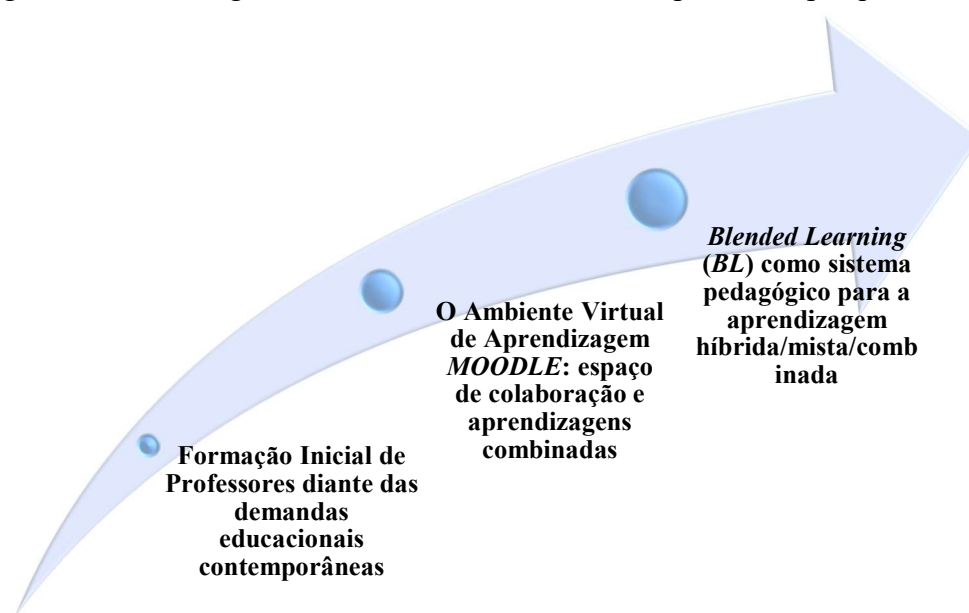 Formação Inicial de
Professores diante das
demandas
educacionais
contemporâneas
O Ambiente Virtual
de Aprendizagem
MOODLE: espaço
de colaboração e
aprendizagens
combinadas
Blended Learning
(BL) como sistema
pedagógico para a
aprendizagem
híbrida/mista/comb
inada